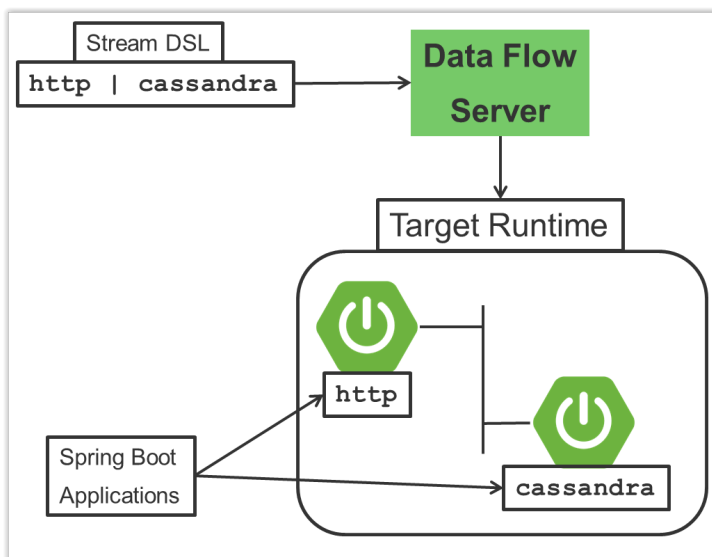 Stream DSL
http | cassandra
Data Flow
Server
Target Runtime
http
cassandra
Spring Boot
Applications